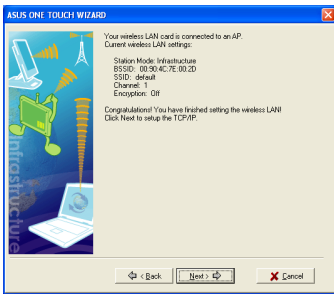 ASUS ONE TOUCH WIZARD
Your wireless LAN card is connected to an AP.
Current wireless LAN settings:
Station Mode: Infrastructure
BSSID: 00:90:4C:7E:00:2D
SSID: default
Channel: 1
Encryption: Off
Congratulations! You have finished setting the wireless LAN!
Click Next to setup the TCP/IP.
Infrastructure
< Back
Next >
Cancel